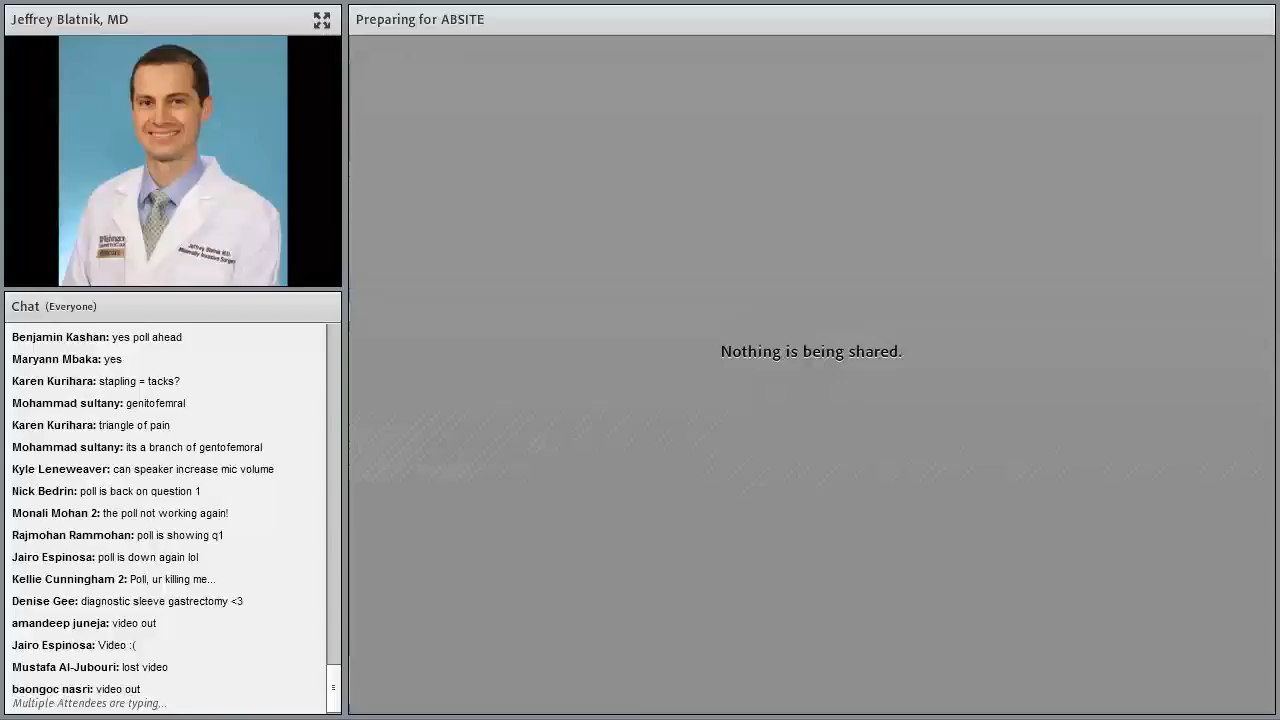 Jeffrey Blatnik, MD
Preparing for ABSITE
Jeffrey Blatnik M.D.
Minimally Invasive Surgery
Nothing is being shared.
Chat (Everyone)
Benjamin Kashan: yes poll ahead
Maryann Mbaka: yes
Karen Kurihara: stapling = tacks?
Mohammad sultany: genitofemral
Karen Kurihara: triangle of pain
Mohammad sultany: its a branch of gentofemoral
Kyle Leneweaver: can speaker increase mic volume
Nick Bedrin: poll is back on question 1
Monali Mohan 2: the poll not working again!
Rajmohan Rammohan: poll is showing q1
Jairo Espinosa: poll is down again lol
Kellie Cunningham 2: Poll, ur killing me...
Denise Gee: diagnostic sleeve gastrectomy <3
amandeep juneja: video out
Jairo Espinosa: Video :(
Mustafa Al-Jubouri: lost video
baongoc nasri: video out
Multiple Attendees are typing...